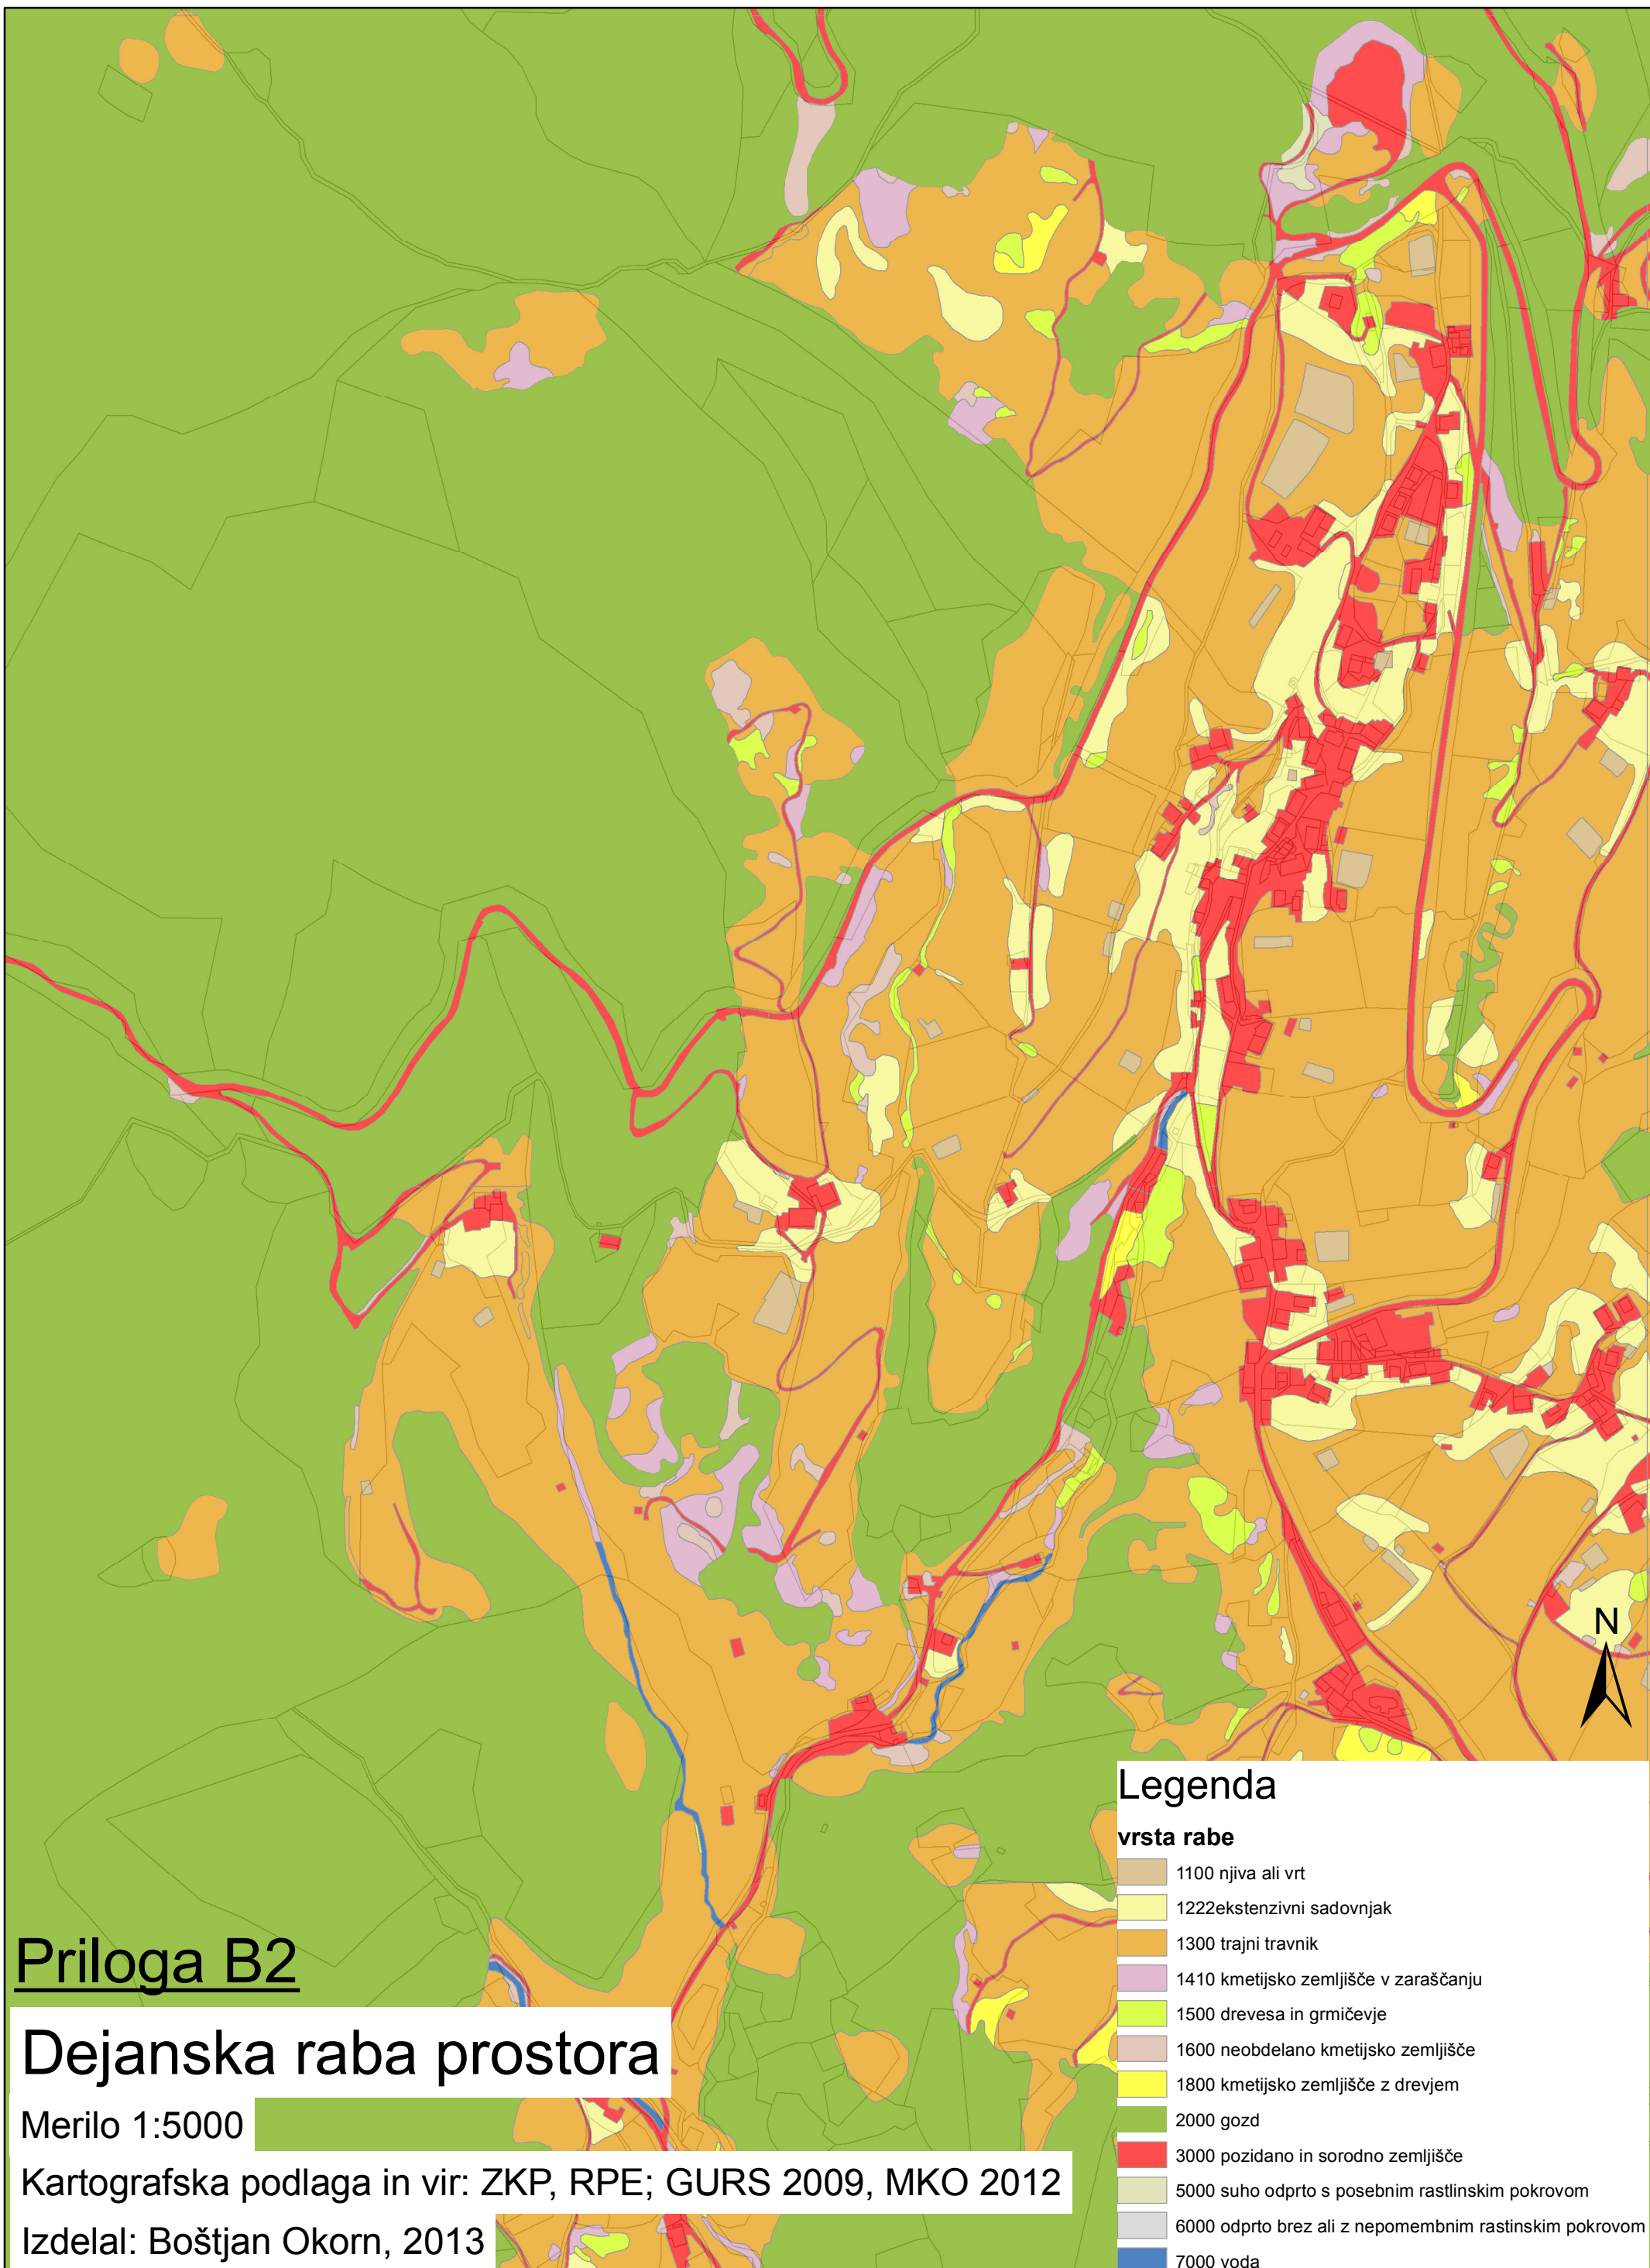 N
Legenda
vrsta rabe
1100 njiva ali vrt
1222ekstenzivni sadovnjak
1300 trajni travnik
1410 kmetijsko zemljišče v zaraščanju
1500 drevesa in grmičevje
1600 neobdelano kmetijsko zemljišče
1800 kmetijsko zemljišče z drevjem
2000 gozd
3000 pozidano in sorodno zemljišče
5000 suho odprto s posebnim rastlinskim pokrovom
6000 odprto brez ali z nepomembnim rastinskim pokrovom
7000 voda
Priloga B2
Dejanska raba prostora
Merilo 1:5000
Kartografska podlaga in vir: ZKP, RPE; GURS 2009, MKO 2012
Izdelal: Boštjan Okorn, 2013